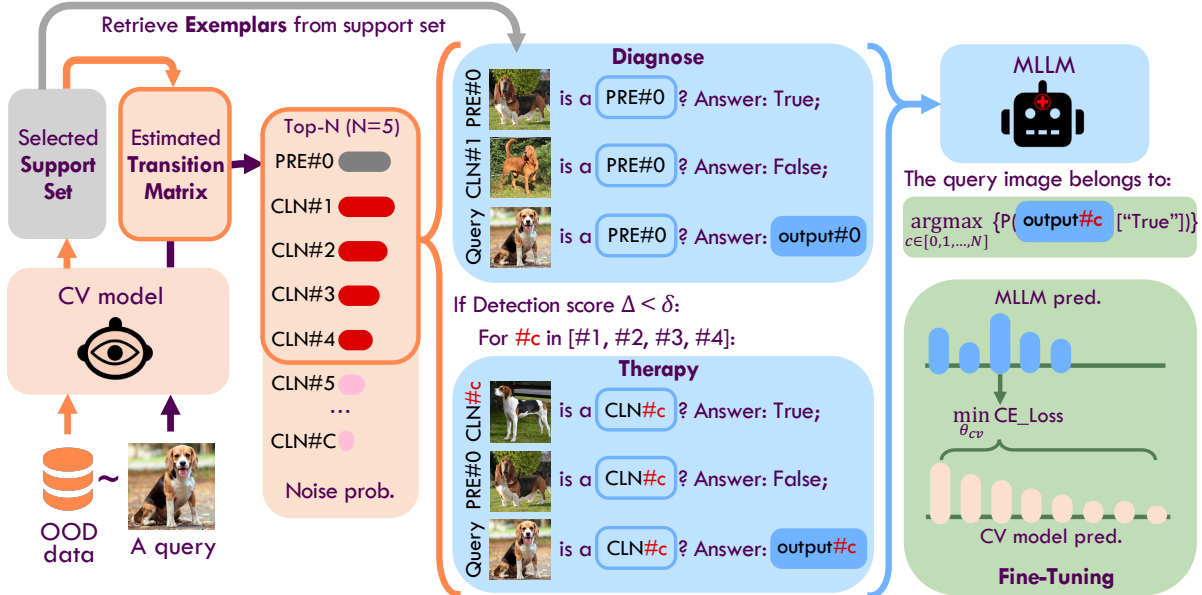 Retrieve Exemplars from support set
Selected
Support
Set
Estimated
Transition
Matrix
CV model
OOD
data
~
A query
Top-N (N=5)
PRE#0
CLN#1
CLN#2
CLN#3
CLN#4
CLN#5
...
CLN#C
Noise prob.
Diagnose
PRE#0 is a PRE#0 ? Answer: True;
CLN#1 is a PRE#0 ? Answer: False;
Query is a PRE#0 ? Answer: output#0
If Detection score Δ < δ:
For #c in [#1, #2, #3, #4]:
Therapy
CLN#c is a CLN#c ? Answer: True;
PRE#0 is a CLN#c ? Answer: False;
Query is a CLN#c ? Answer: output#c
MLLM
The query image belongs to:
argmax {P( output#c ["True"])}
c∈[0,1,...,N]
MLLM pred.
min CE_Loss
θcv
CV model pred.
Fine-Tuning